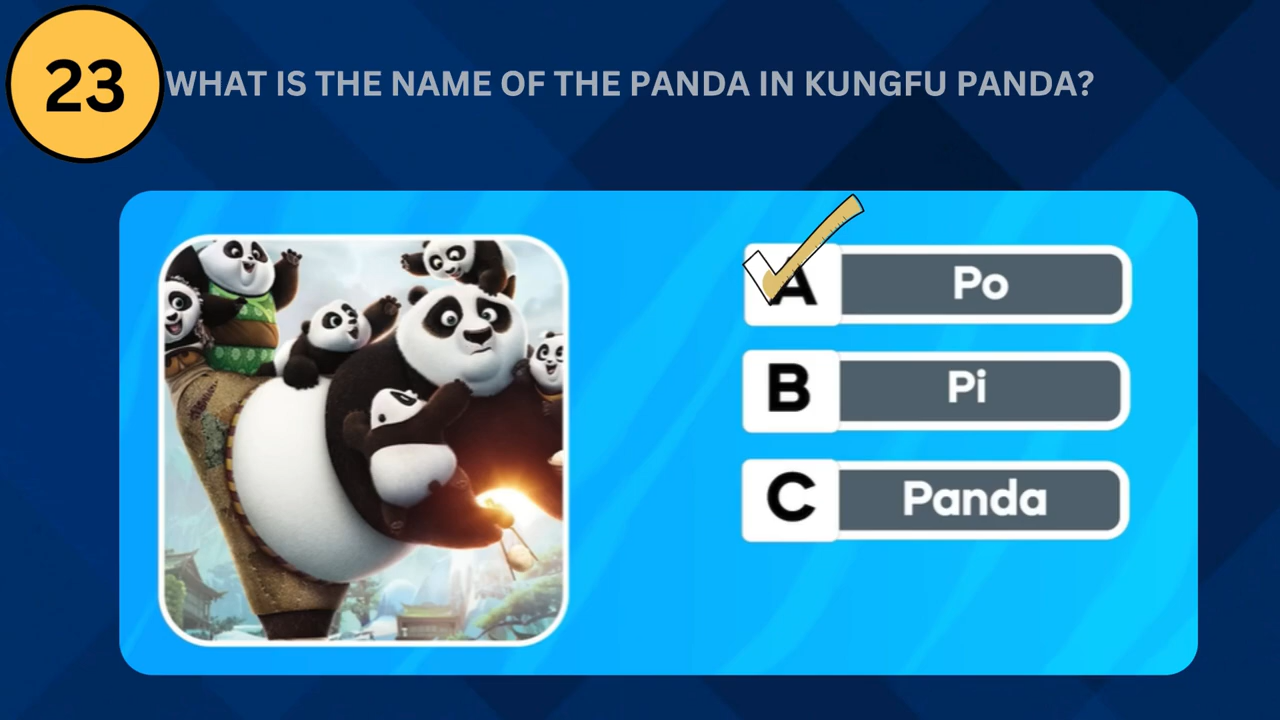 23
WHAT IS THE NAME OF THE PANDA IN KUNGFU PANDA?
A Po
B Pi
C Panda